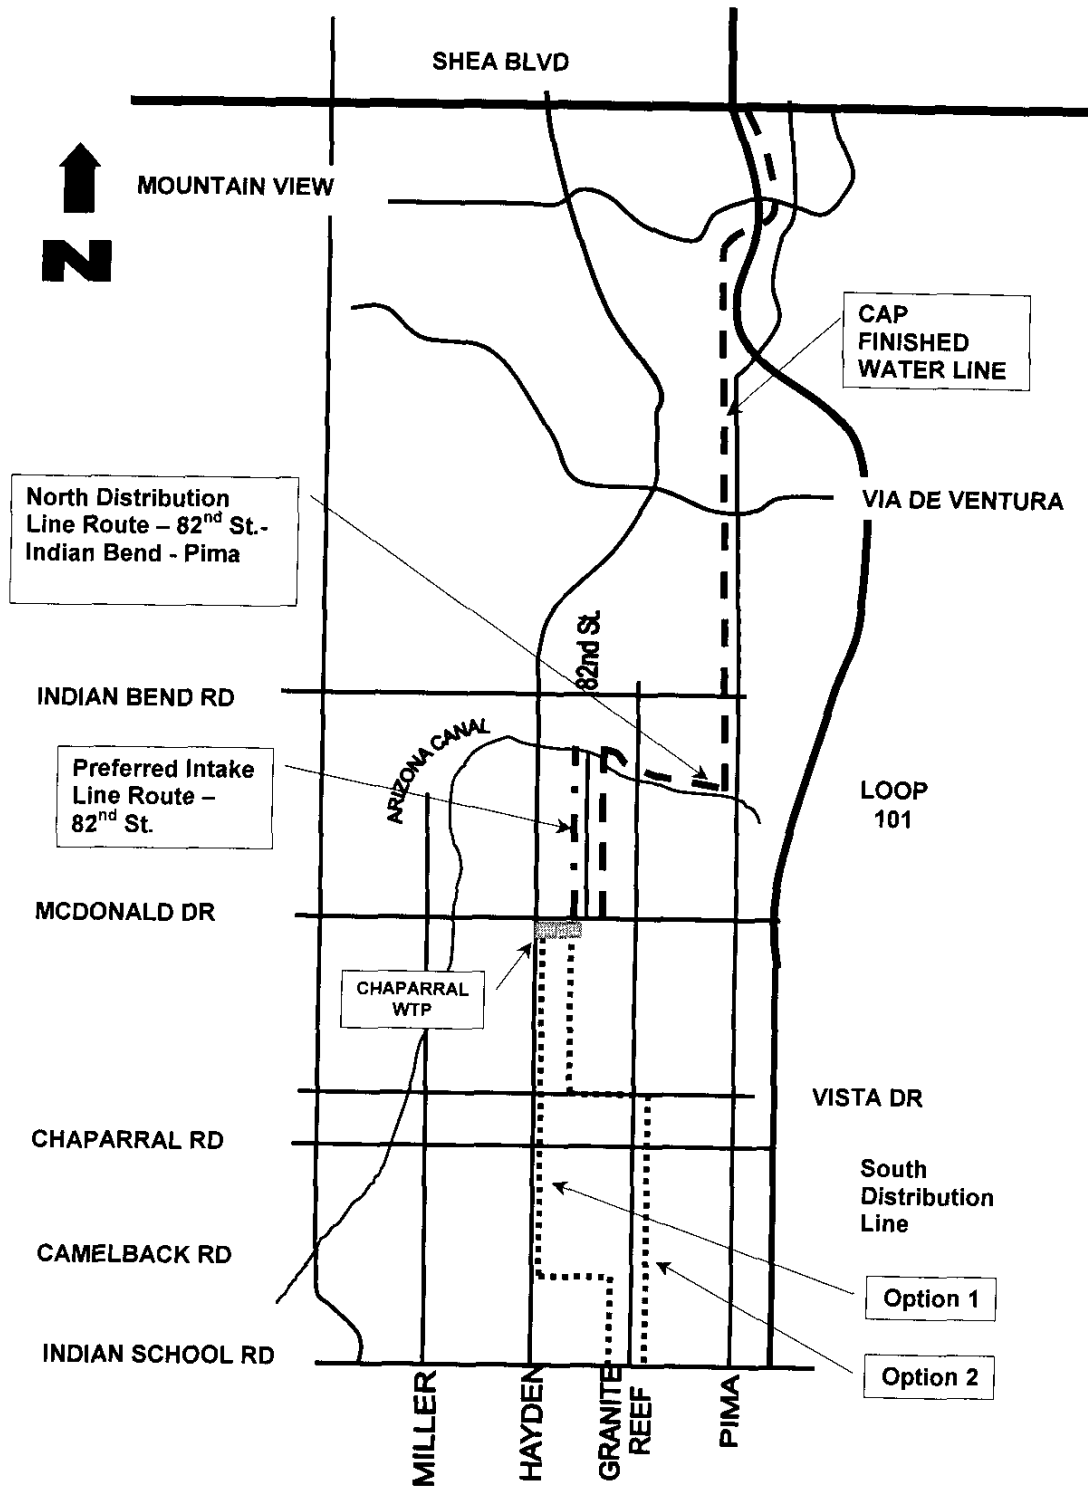 SHEA BLVD
MOUNTAIN VIEW
N
CAP
FINISHED
WATER LINE
North Distribution
Line Route – 82nd St.-
Indian Bend - Pima
VIA DE VENTURA
82nd St.
INDIAN BEND RD
ARIZONA CANAL
Preferred Intake
Line Route –
82nd St.
LOOP
101
MCDONALD DR
CHAPARRAL
WTP
VISTA DR
CHAPARRAL RD
South
Distribution
Line
CAMELBACK RD
Option 1
INDIAN SCHOOL RD
Option 2
MILLER
HAYDEN
GRANITE
REEF
PIMA